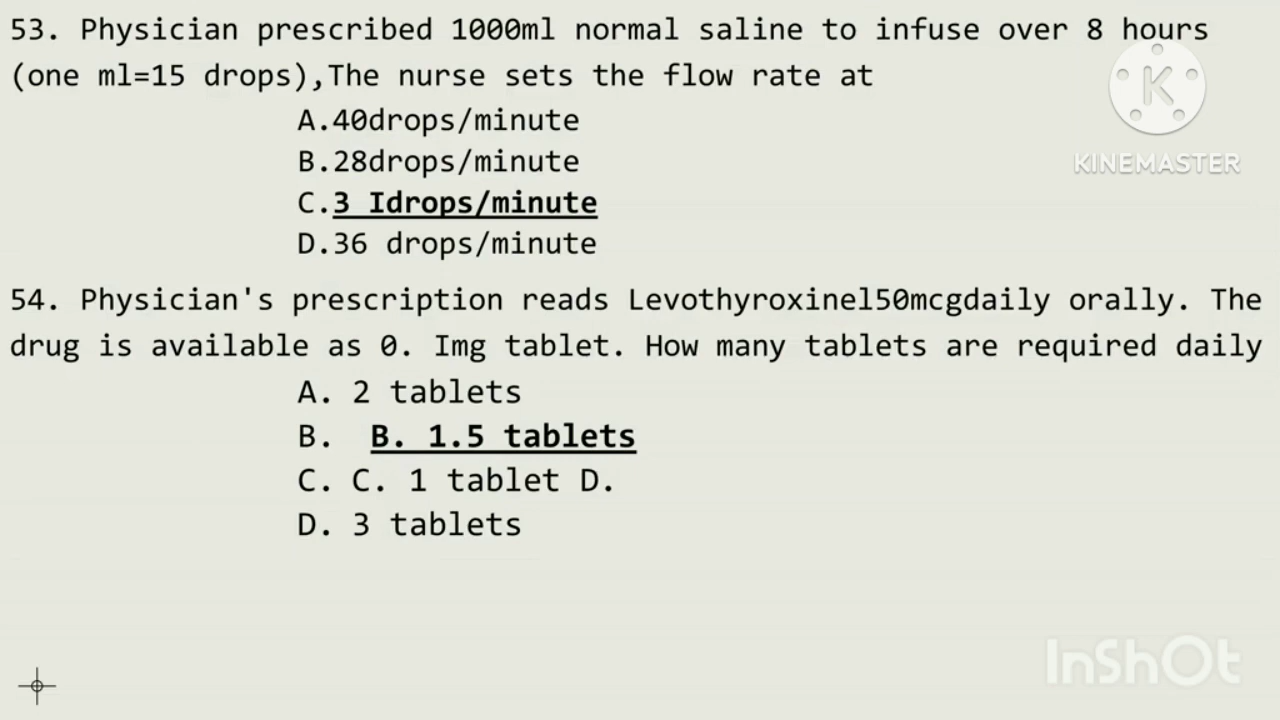 53. Physician prescribed 1000ml normal saline to infuse over 8 hours
(one ml=15 drops),The nurse sets the flow rate at
A.40drops/minute
B.28drops/minute
C.3 Idrops/minute
D.36 drops/minute
K
KINEMASTER
54. Physician's prescription reads Levothyroxinel50mcgdaily orally. The
drug is available as 0. Img tablet. How many tablets are required daily
A. 2 tablets
B. B. 1.5 tablets
C. C. 1 tablet D.
D. 3 tablets
InShOt